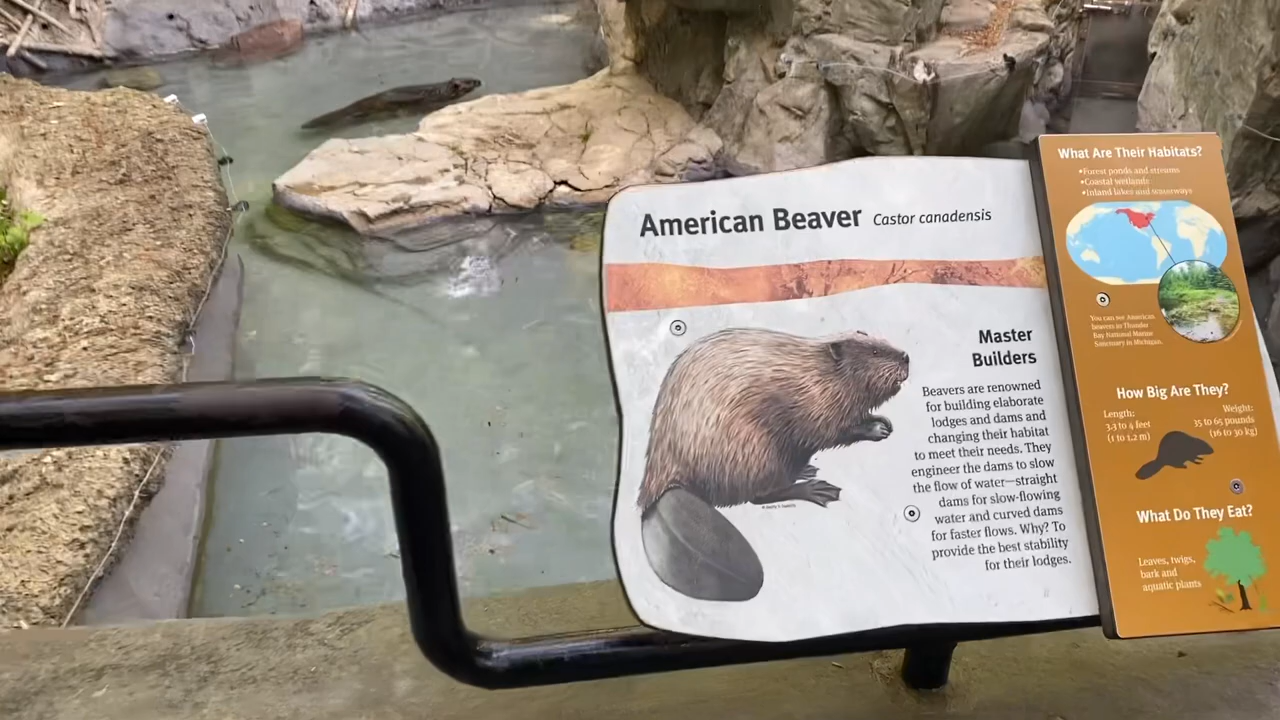 American Beaver Castor canadensis
Master
Builders
Beavers are renowned
for building elaborate
lodges and dams and
changing their habitat
to meet their needs. They
engineer the dams to slow
the flow of water—straight
dams for slow-flowing
water and curved dams
for faster flows. Why? To
provide the best stability
for their lodges.
What Are Their Habitats?
•Forest ponds and streams
•Coastal wetlands
•Inland lakes and waterways
You can see American
beavers in Thunder
Bay National Marine
Sanctuary in Michigan.
How Big Are They?
Length:
3.3 to 4 feet
(1 to 1.2 m)
Weight:
35 to 65 pounds
(16 to 30 kg)
What Do They Eat?
Leaves, twigs,
bark and
aquatic plants